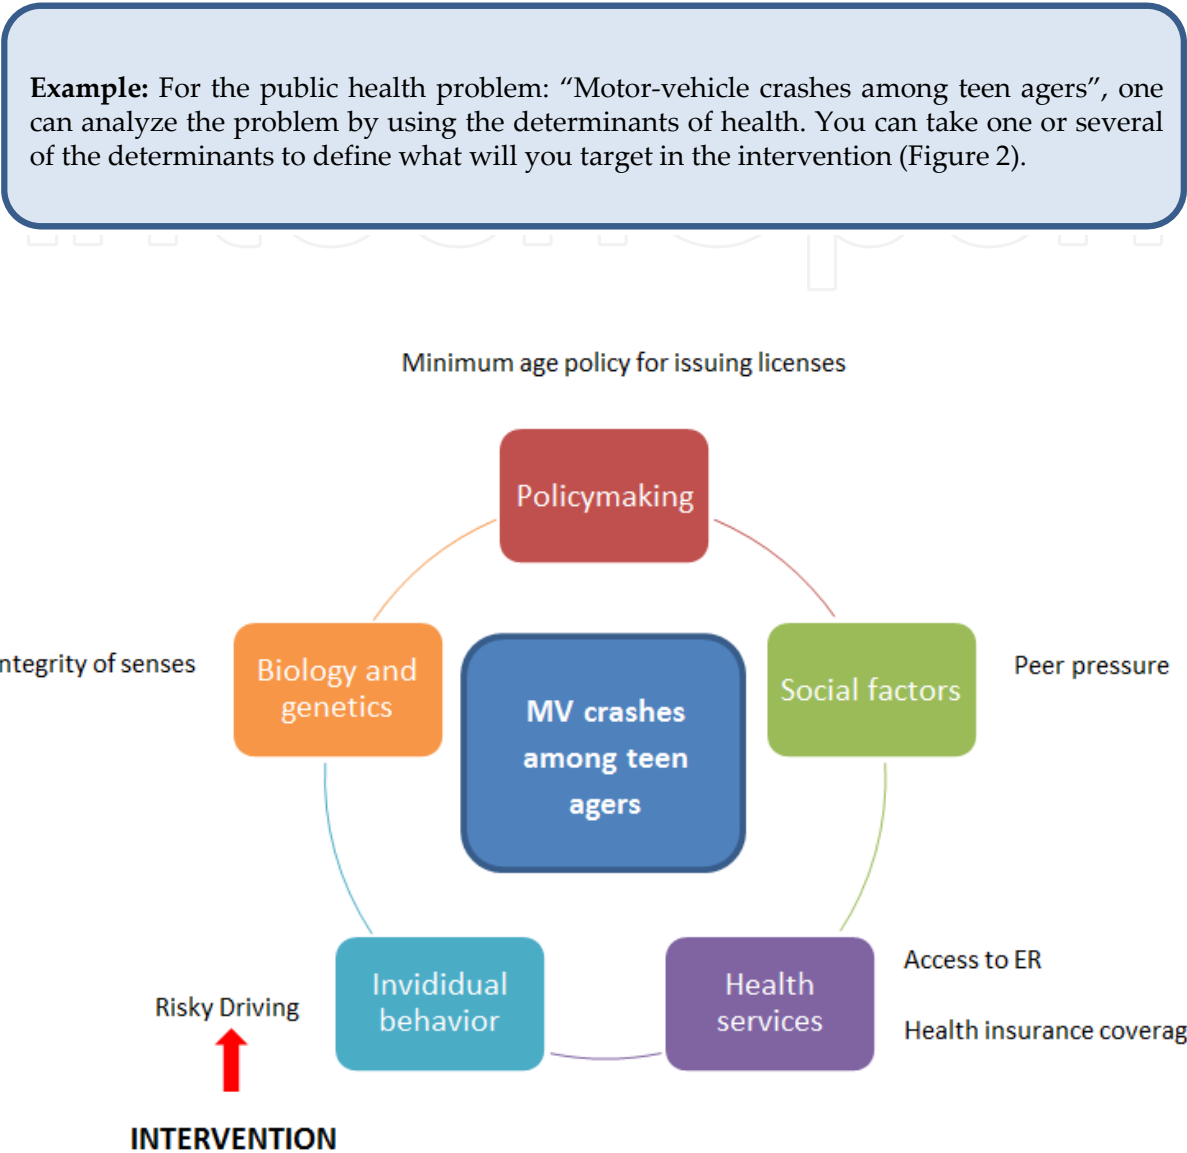 Example: For the public health problem: “Motor-vehicle crashes among teen agers”, one
can analyze the problem by using the determinants of health. You can take one or several
of the determinants to define what will you target in the intervention (Figure 2).
Minimum age policy for issuing licenses
Policymaking
ntegrity of senses
Biology and
genetics
MV crashes
among teen
agers
Social factors
Peer pressure
Risky Driving
Invididual
behavior
Health
services
Access to ER
Health insurance coverag
INTERVENTION